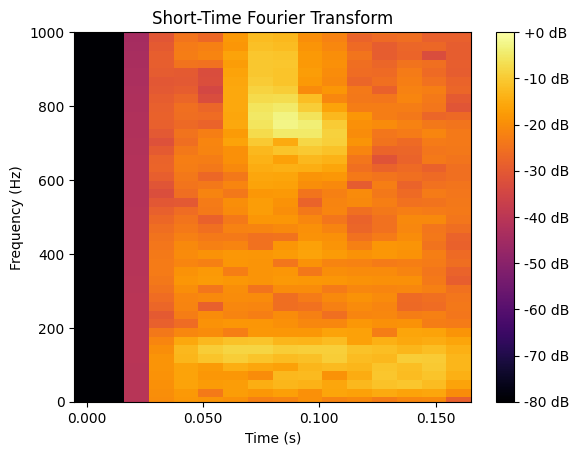 Short-Time Fourier Transform
1000
800
600
400
200
0
Frequency (Hz)
0.000
0.050
0.100
0.150
Time (s)
+0 dB
-10 dB
-20 dB
-30 dB
-40 dB
-50 dB
-60 dB
-70 dB
-80 dB